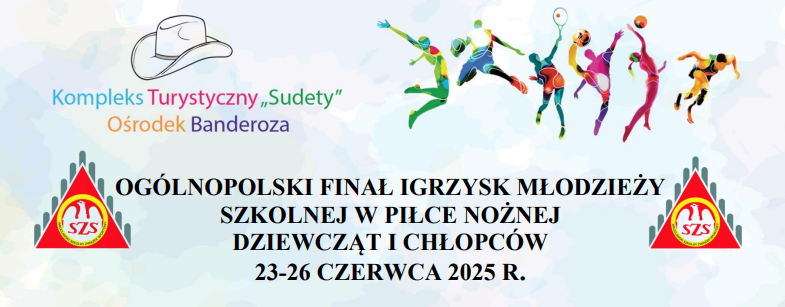 Kompleks Turystyczny „Sudety”
Ośrodek Banderoza
OGÓLNOPOLSKI FINAŁ IGRZYSK MŁODZIEŻY
SZKOLNEJ W PIŁCE NOŻNEJ
DZIEWCZĄT I CHŁOPCÓW
23-26 CZERWCA 2025 R.
SZS
SZS